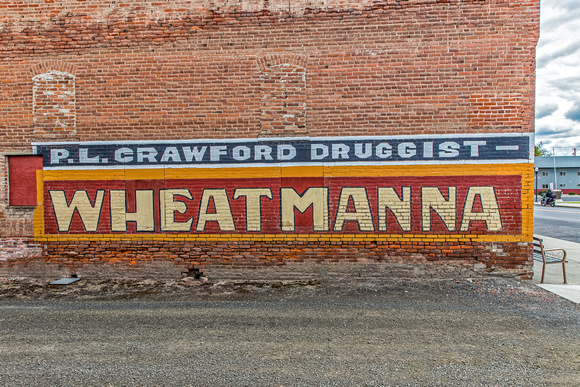 P.L. CRAWFORD DRUGGIST —
WHEATMANNA